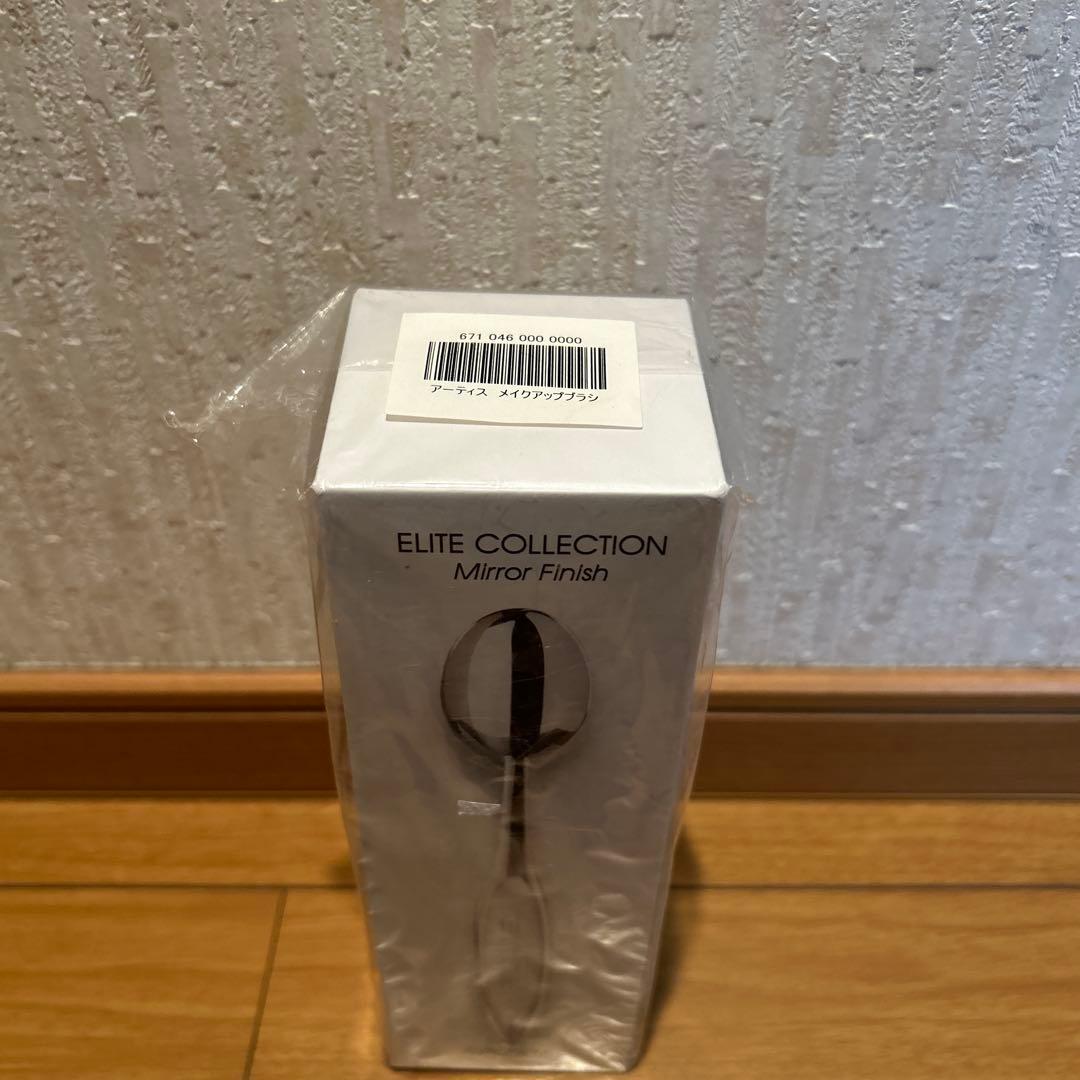 671 046 000 0000
アーティス メイクアップブラシ
ELITE COLLECTION
Mirror Finish